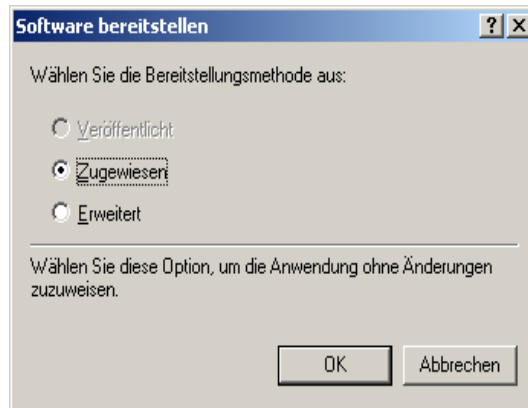 Software bereitstellen
Wählen Sie die Bereitstellungsmethode aus:
Veröffentlicht
Zugewiesen
Erweitert
Wählen Sie diese Option, um die Anwendung ohne Änderungen
zuzuweisen.
OK
Abbrechen